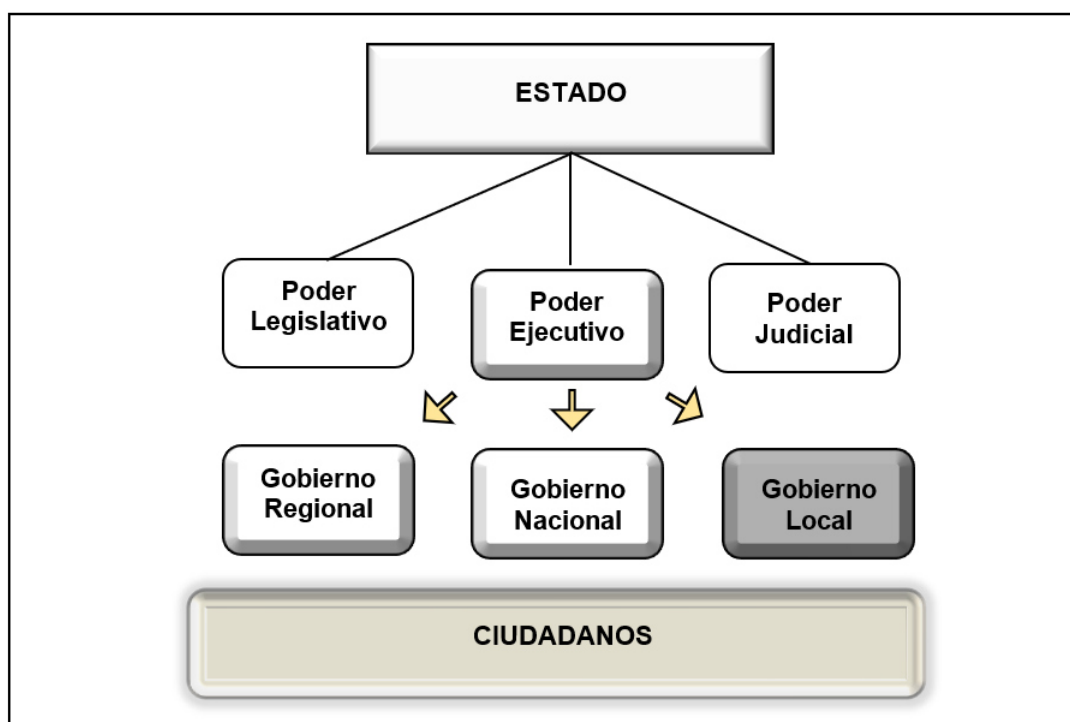 ESTADO
Poder
Legislativo
Poder
Ejecutivo
Poder
Judicial
Gobierno
Regional
Gobierno
Nacional
Gobierno
Local
CIUDADANOS